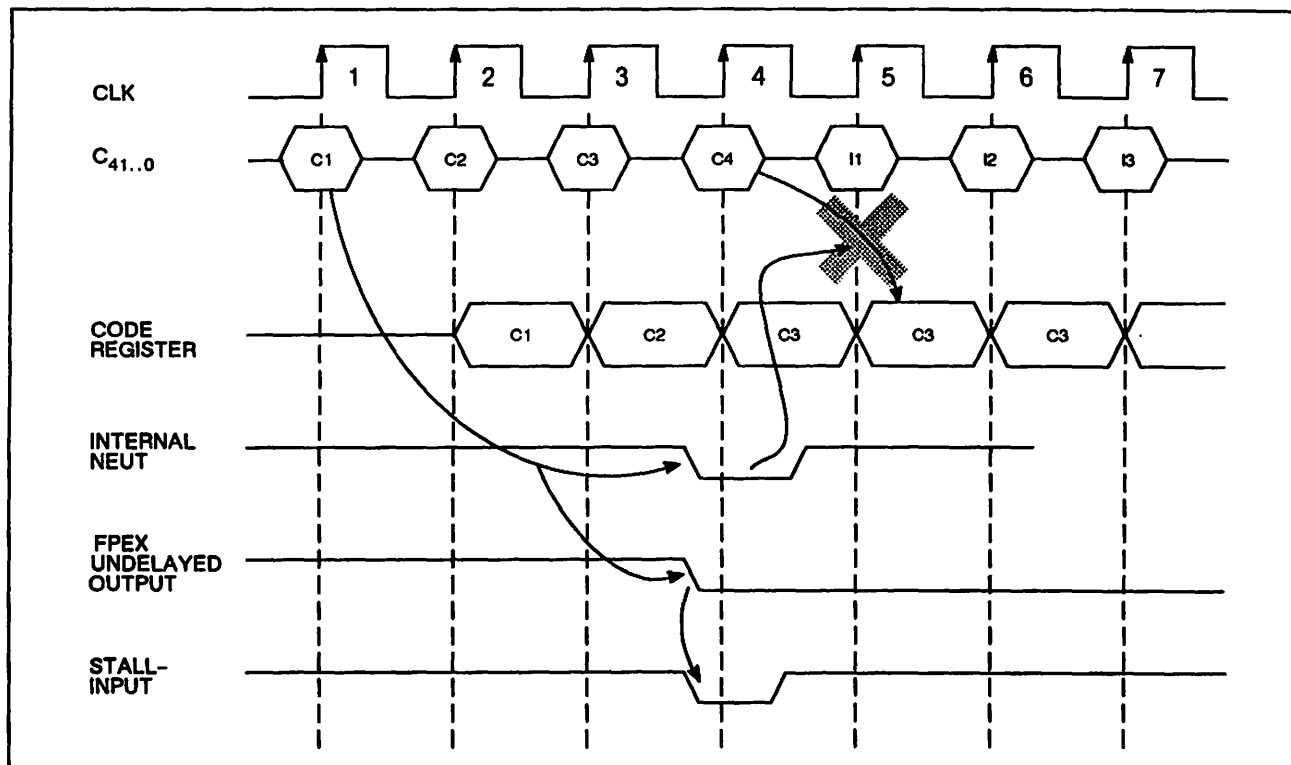 CLK
1 2 3 4 5 6 7
C41..0
C1 C2 C3 C4 I1 I2 I3
CODE
REGISTER
C1 C2 C3 C3 C3
INTERNAL
NEUT
FPEX
UNDELAYED
OUTPUT
STALL-
INPUT